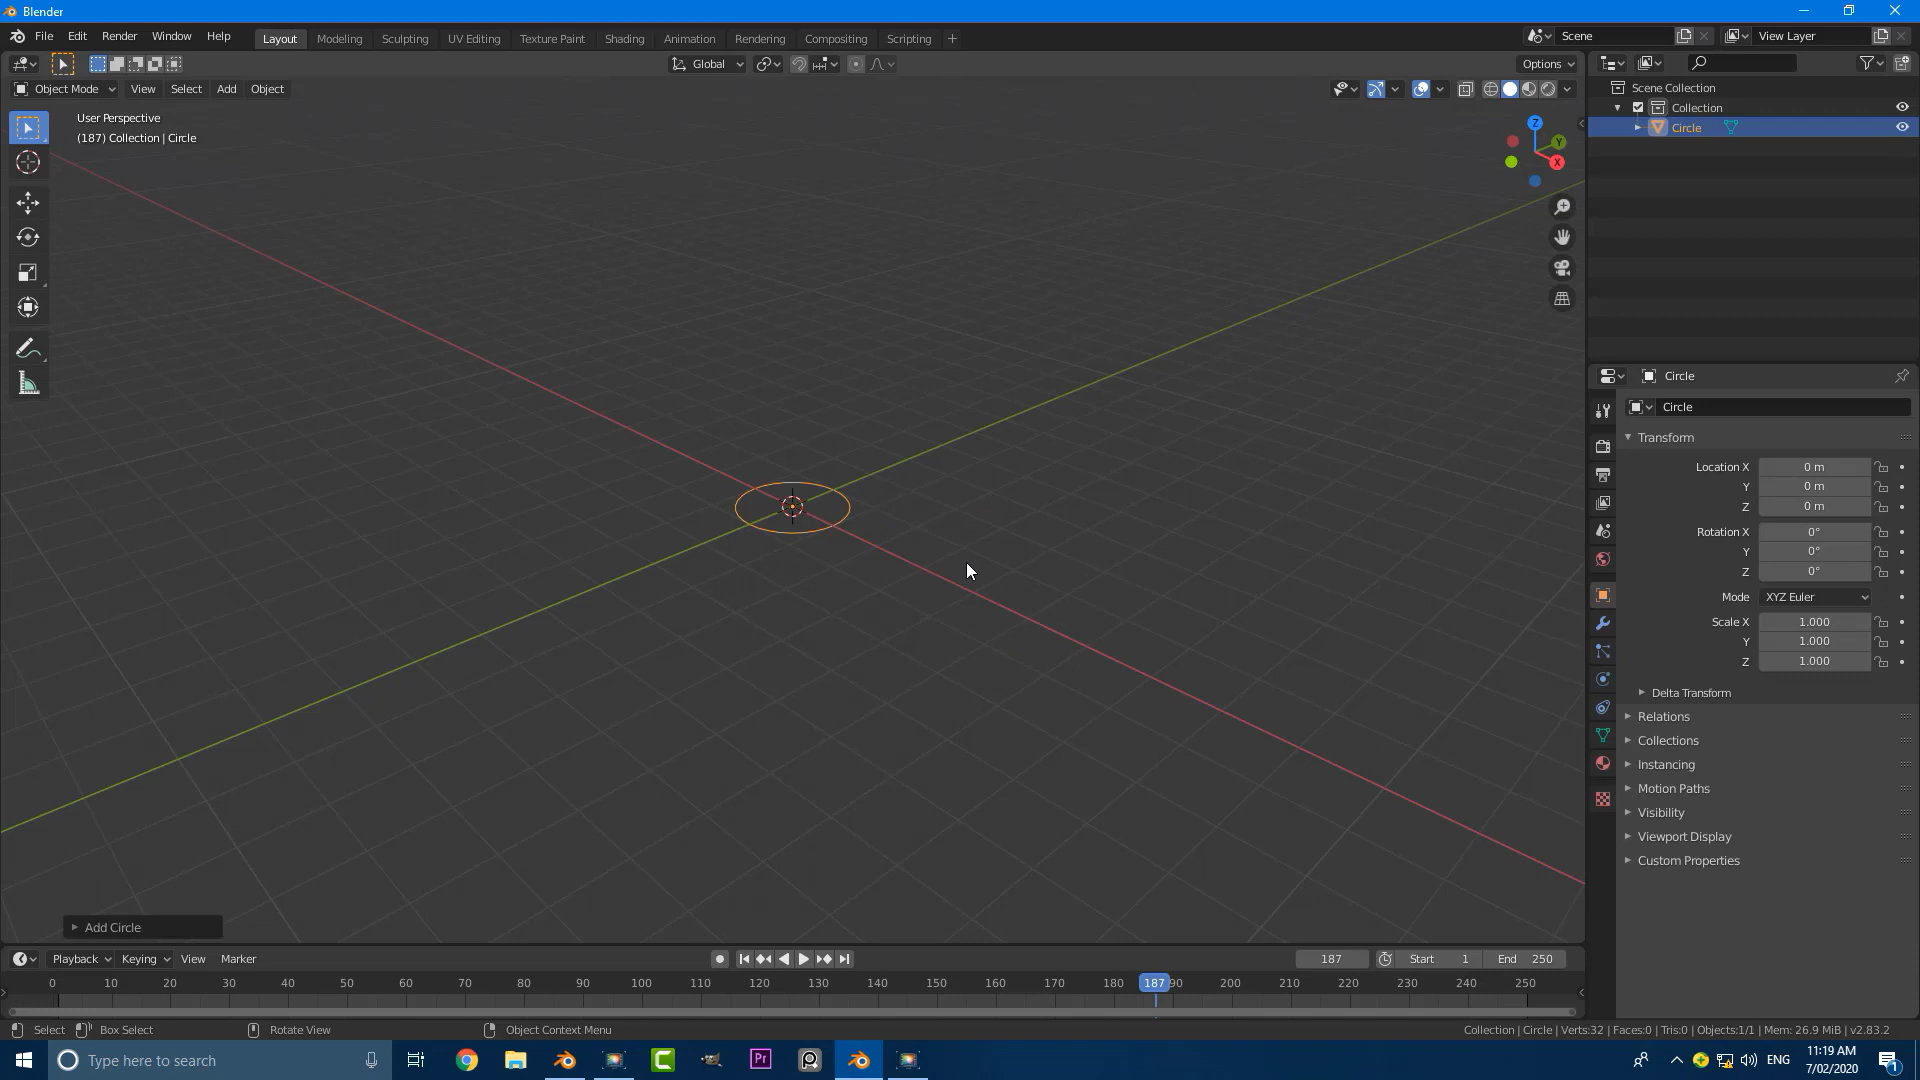 Blender
File Edit Render Window Help Layout Modeling Sculpting UV Editing Texture Paint Shading Animation Rendering Compositing Scripting + Scene View Layer
Global Options
Object Mode View Select Add Object
User Perspective
(187) Collection | Circle
Z
Y
X
Scene Collection
Collection
Circle
Circle
Circle
Transform
Location X 0 m
Y 0 m
Z 0 m
Rotation X 0°
Y 0°
Z 0°
Mode XYZ Euler
Scale X 1.000
Y 1.000
Z 1.000
Delta Transform
Relations
Collections
Instancing
Motion Paths
Visibility
Viewport Display
Custom Properties
Add Circle
Playback Keying View Marker 187 Start 1 End 250
0 10 20 30 40 50 60 70 80 90 100 110 120 130 140 150 160 170 180 187 90 200 210 220 230 240 250
Select Box Select Rotate View Object Context Menu Collection | Circle | Verts:32 | Faces:0 | Tris:0 | Objects:1/1 | Mem: 26.9 MiB | v2.83.2
Type here to search Pr ENG 11:19 AM
7/02/2020 1